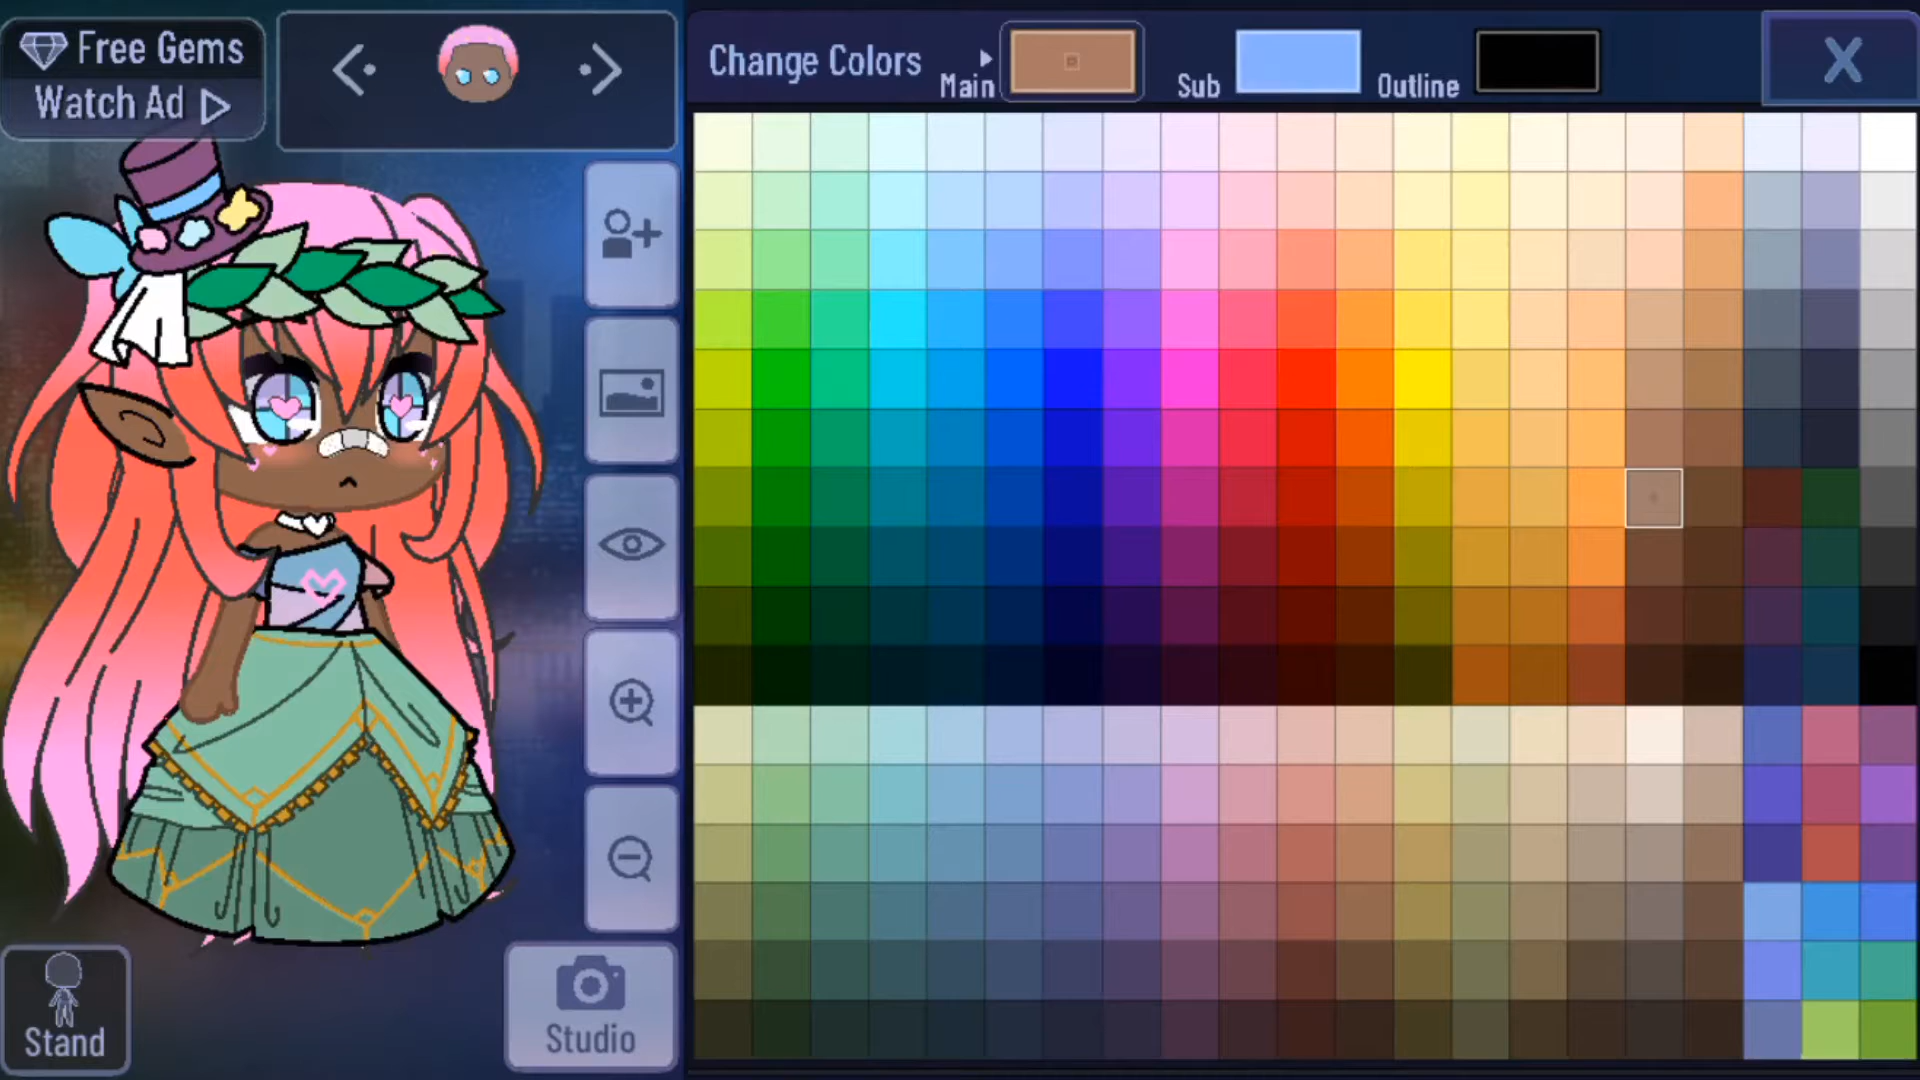 Free Gems
Watch Ad
Change Colors
Main
Sub
Outline
X
Stand
Studio